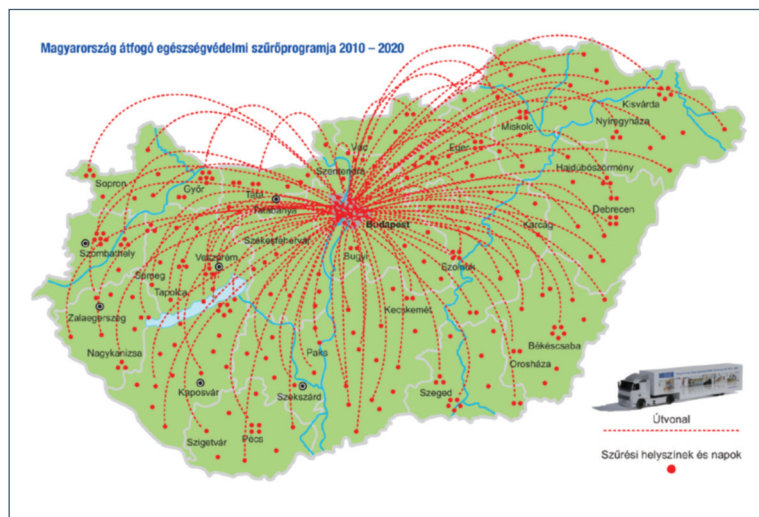 Magyarország átfogó egészségvédelmi szűrőprogramja 2010 – 2020
Kisvárda
Miskolc
Nyíregyháza
Vác
Eger
Szentendre
Hajdúböszörmény
Sopron
Győr
Tata
Tatabánya
Debrecen
Budapest
Karcag
Szombathely
Székesfehérvár
Veszprém
Bugyi
Szolnok
Sümeg
Tapolca
Zalaegerszeg
Kecskemét
Nagykanizsa
Paks
Békéscsaba
Orosháza
Kaposvár
Szekszárd
Szeged
Szigetvár
Pécs
Útvonal
Szűrési helyszínek és napok